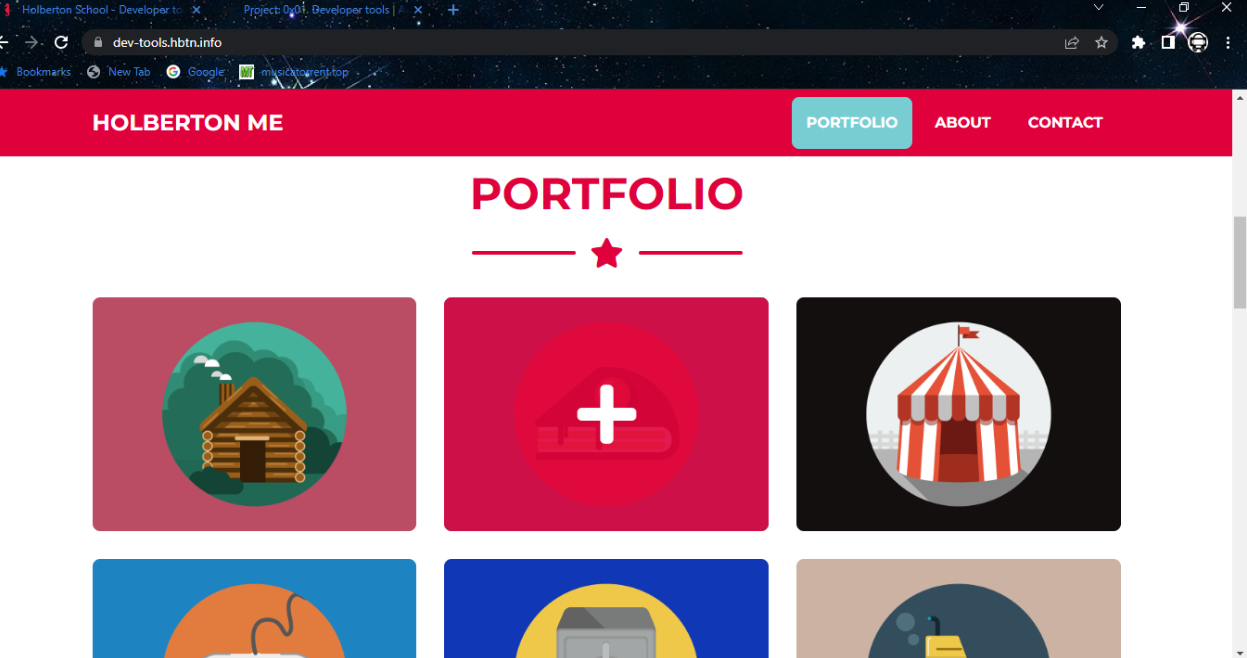 Holberton School - Developer to
Project: 0x01. Developer tools |
dev-tools.hbtn.info
Bookmarks New Tab Google musicatorrent.top
HOLBERTON ME PORTFOLIO ABOUT CONTACT
PORTFOLIO